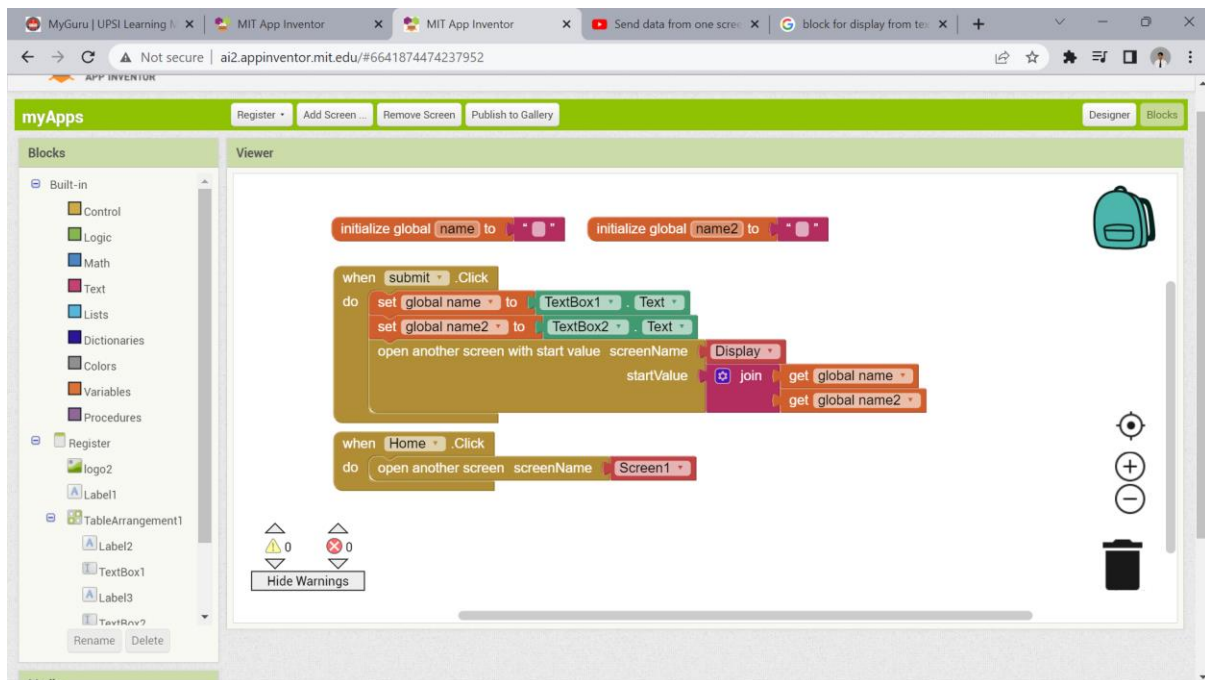 MyGuru | UPSI Learning M
MIT App Inventor
MIT App Inventor
Send data from one scree
block for display from tex
Not secure | ai2.appinventor.mit.edu/#6641874474237952
APP INVENTOR
myApps
Register
Add Screen ...
Remove Screen
Publish to Gallery
Designer
Blocks
Blocks
Viewer
Built-in
Control
Logic
Math
Text
Lists
Dictionaries
Colors
Variables
Procedures
Register
logo2
Label1
TableArrangement1
Label2
TextBox1
Label3
TextBox2
Rename
Delete
initialize global name to " "
initialize global name2 to " "
when submit .Click
do set global name to TextBox1 . Text
set global name2 to TextBox2 . Text
open another screen with start value screenName Display
startValue join get global name
get global name2
when Home .Click
do open another screen screenName Screen1
0
0
Hide Warnings